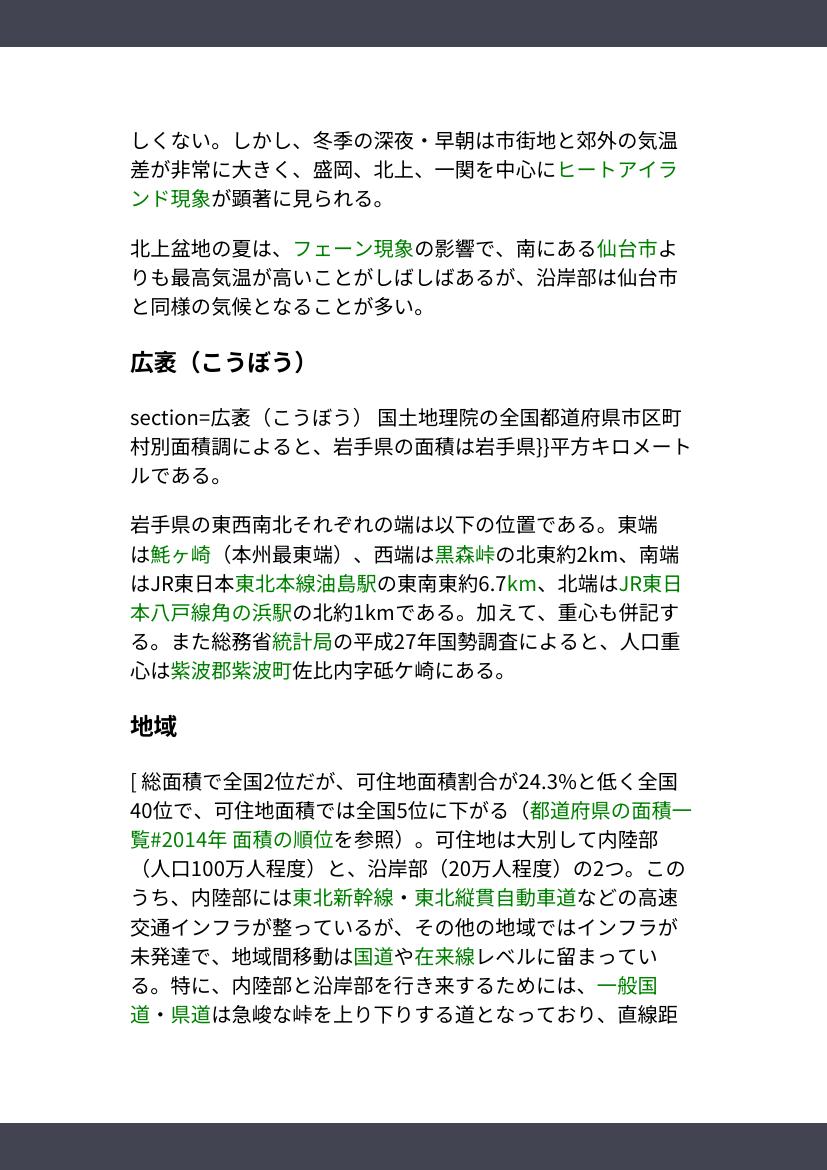 しくない。しかし、冬季の深夜・早朝は市街地と郊外の気温
差が非常に大きく、盛岡、北上、一関を中心にヒートアイラ
ンド現象が顕著に見られる。
北上盆地の夏は、フェーン現象の影響で、南にある仙台市よ
りも最高気温が高いことがしばしばあるが、沿岸部は仙台市
と同様の気候となることが多い。
広袤（こうぼう）
section=広袤（こうぼう） 国土地理院の全国都道府県市区町
村別面積調によると、岩手県の面積は岩手県}}平方キロメート
ルである。
岩手県の東西南北それぞれの端は以下の位置である。東端
は魹ヶ崎（本州最東端）、西端は黒森峠の北東約2km、南端
はJR東日本東北本線油島駅の東南東約6.7km、北端はJR東日
本八戸線角の浜駅の北約1kmである。加えて、重心も併記す
る。また総務省統計局の平成27年国勢調査によると、人口重
心は紫波郡紫波町佐比内字砥ケ崎にある。
地域
[ 総面積で全国2位だが、可住地面積割合が24.3%と低く全国
40位で、可住地面積では全国5位に下がる（都道府県の面積一
覧#2014年 面積の順位を参照）。可住地は大別して内陸部
（人口100万人程度）と、沿岸部（20万人程度）の2つ。この
うち、内陸部には東北新幹線・東北縦貫自動車道などの高速
交通インフラが整っているが、その他の地域ではインフラが
未発達で、地域間移動は国道や在来線レベルに留まってい
る。特に、内陸部と沿岸部を行き来するためには、一般国
道・県道は急峻な峠を上り下りする道となっており、直線距